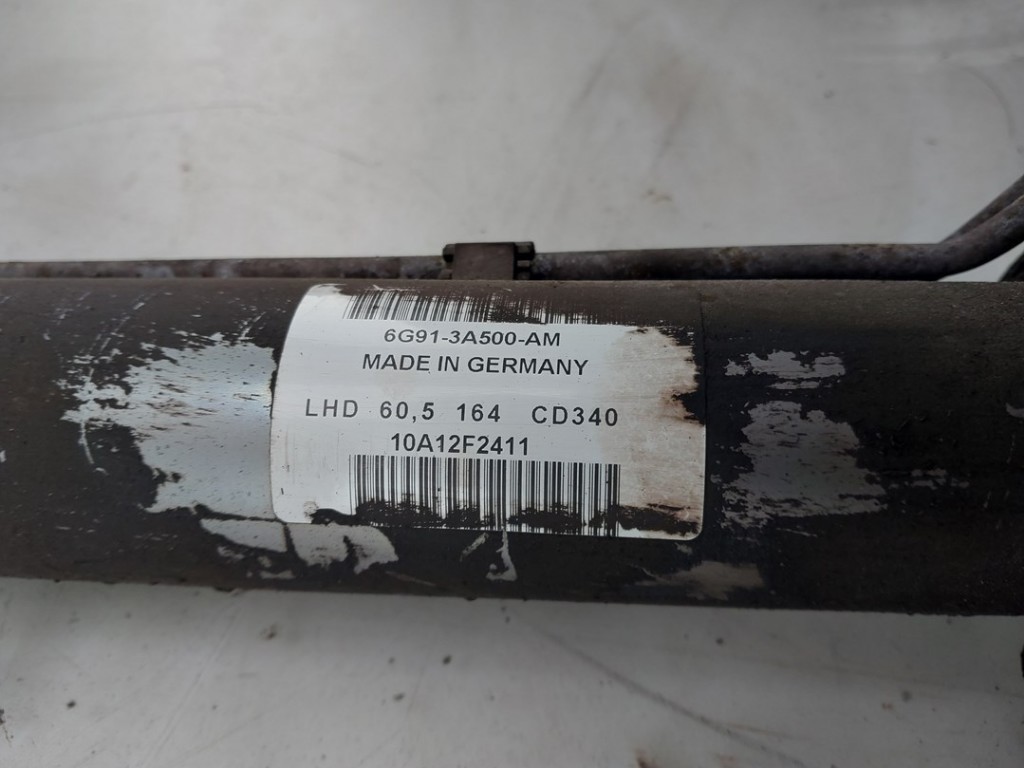 6G91-3A500-AM
MADE IN GERMANY
LHD 60,5 164 CD340
10A12F2411